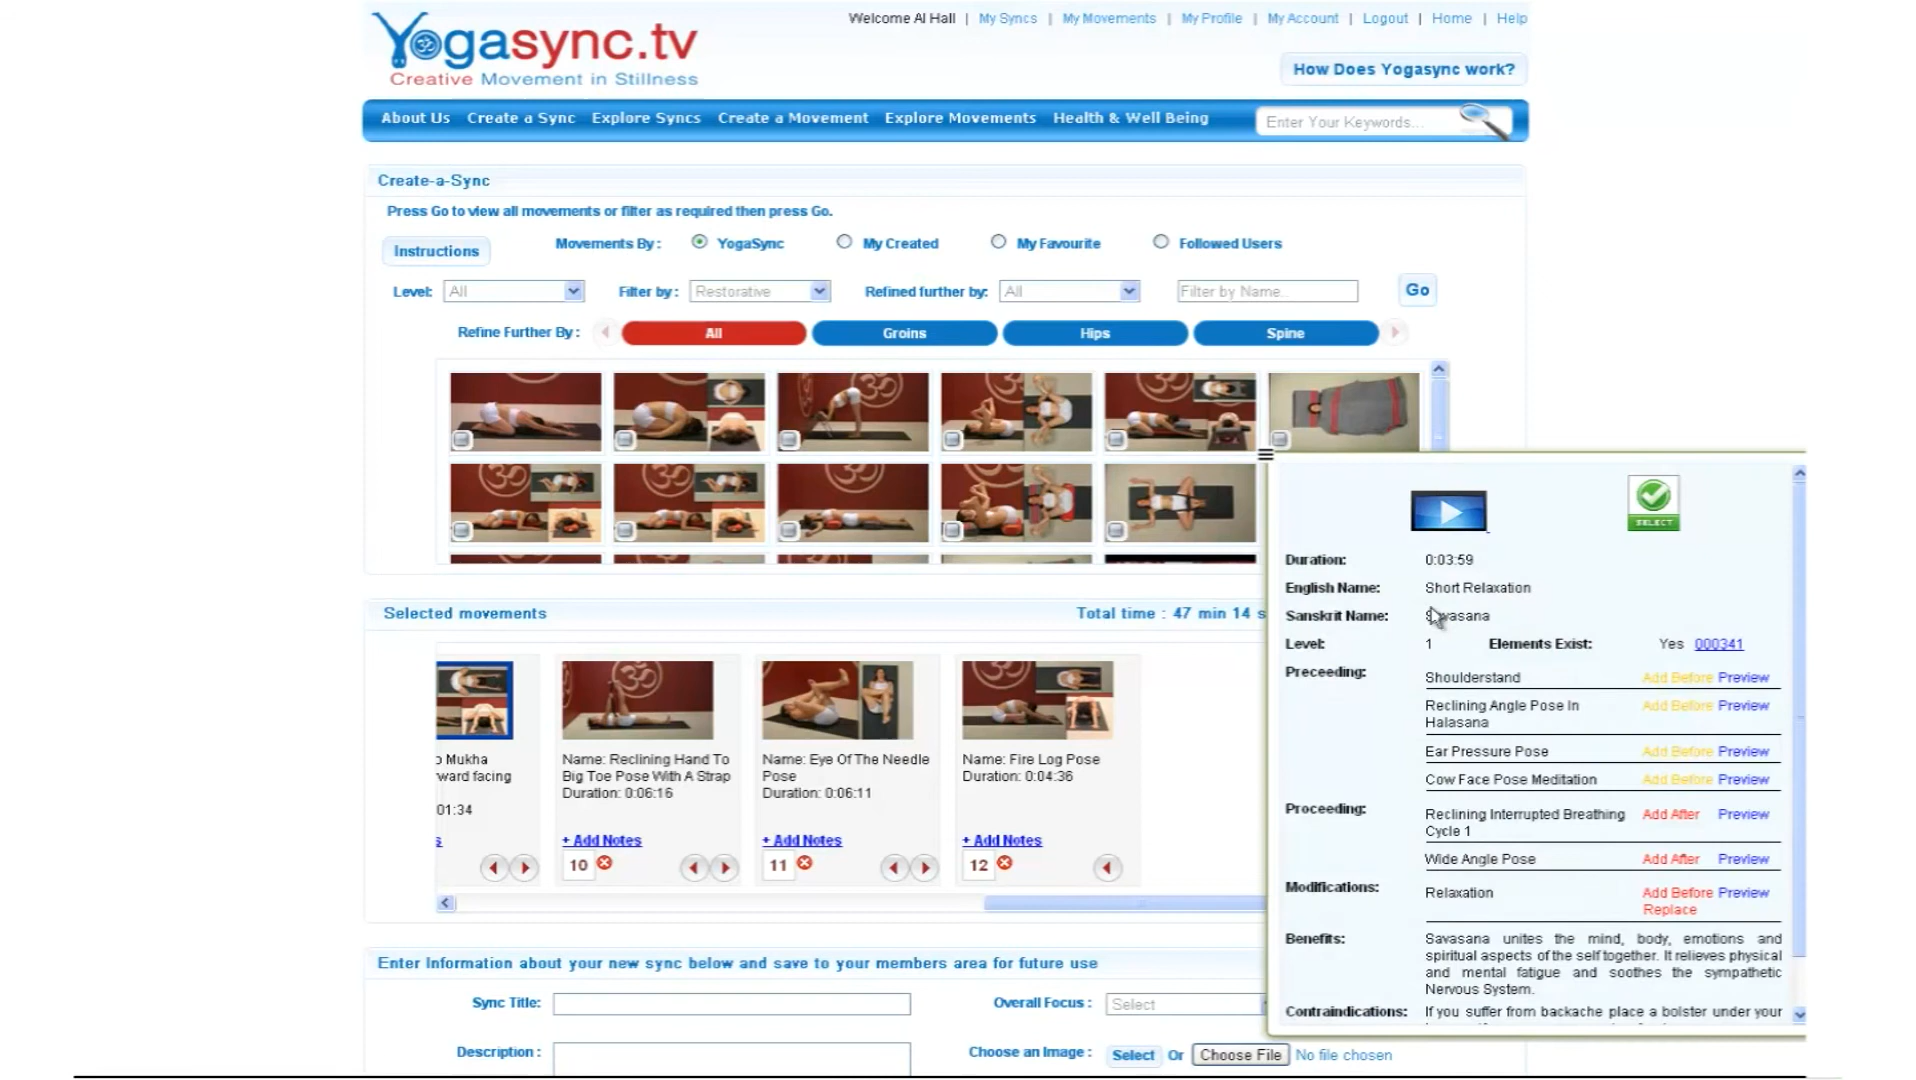 Yogasync.tv
Creative Movement in Stillness
Welcome Al Hall | My Syncs | My Movements | My Profile | My Account | Logout | Home | Help
How Does Yogasync work?
About Us Create a Sync Explore Syncs Create a Movement Explore Movements Health & Well Being
Enter Your Keywords...
Create-a-Sync
Press Go to view all movements or filter as required then press Go.
Instructions
Movements By : YogaSync My Created My Favourite Followed Users
Level: All Filter by : Restorative Refined further by: All Filter by Name.. Go
Refine Further By : All Groins Hips Spine
SELECT
Duration: 0:03:59
English Name: Short Relaxation
Sanskrit Name: Savasana
Level: 1 Elements Exist: Yes 000341
Preceeding: Shoulderstand Add Before Preview
Reclining Angle Pose In Add Before Preview
Halasana
Ear Pressure Pose Add Before Preview
Cow Face Pose Meditation Add Before Preview
Proceeding: Reclining Interrupted Breathing Add After Preview
Cycle 1
Wide Angle Pose Add After Preview
Modifications: Relaxation Add Before Preview
Replace
Benefits: Savasana unites the mind, body, emotions and
spiritual aspects of the self together. It relieves physical
and mental fatigue and soothes the sympathetic
Nervous System.
Contraindications: If you suffer from backache place a bolster under your
Selected movements
Total time : 47 min 14 s
o Mukha
ward facing
01:34
s
Name: Reclining Hand To
Big Toe Pose With A Strap
Duration: 0:06:16
+ Add Notes
10
Name: Eye Of The Needle
Pose
Duration: 0:06:11
+ Add Notes
11
Name: Fire Log Pose
Duration: 0:04:36
+ Add Notes
12
Enter Information about your new sync below and save to your members area for future use
Sync Title: Overall Focus : Select
Description : Choose an Image : Select Or Choose File No file chosen